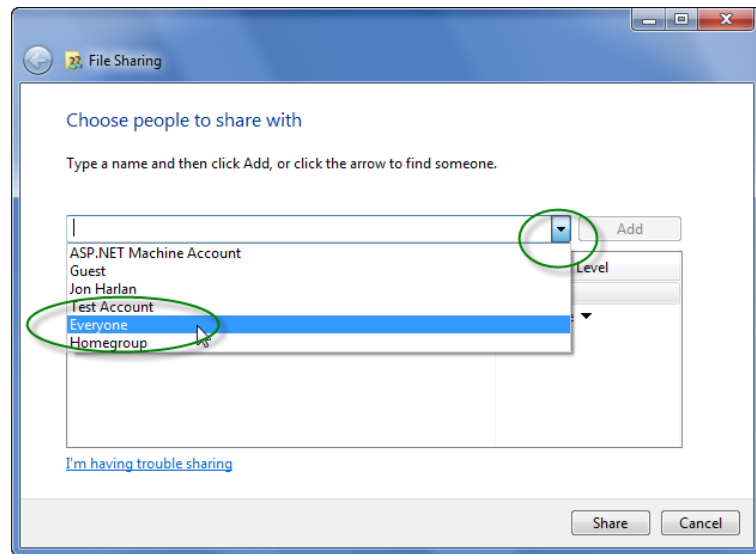 File Sharing
Choose people to share with
Type a name and then click Add, or click the arrow to find someone.
Add
ASP.NET Machine Account
Guest
Jon Harlan
Test Account
Everyone
Homegroup
Level
I'm having trouble sharing
Share Cancel